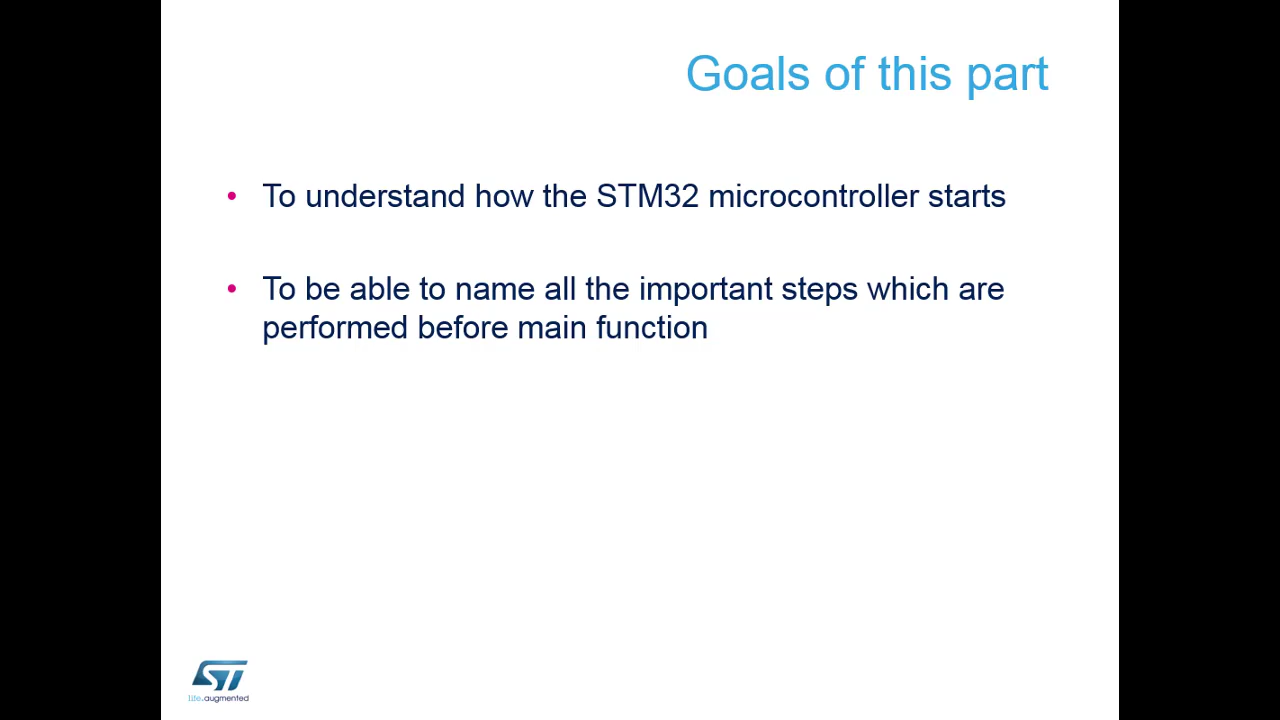 Goals of this part
• To understand how the STM32 microcontroller starts
• To be able to name all the important steps which are
performed before main function
ST
life.augmented